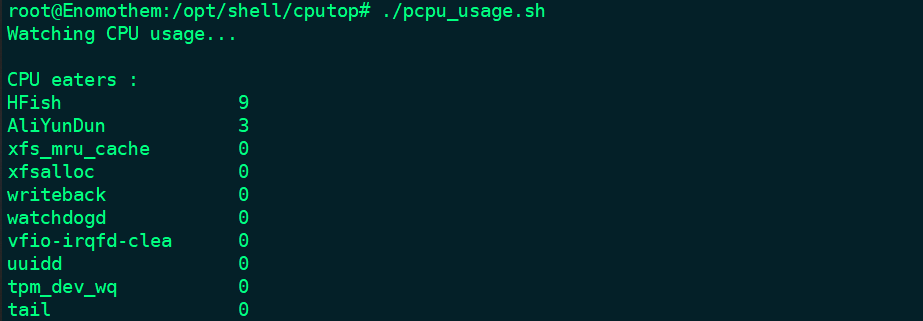 root@Enomothem:/opt/shell/cputop# ./pcpu_usage.sh
Watching CPU usage...
CPU eaters :
HFish 9
AliYunDun 3
xfs_mru_cache 0
xfsalloc 0
writeback 0
watchdogd 0
vfio-irqfd-clea 0
uuidd 0
tpm_dev_wq 0
tail 0